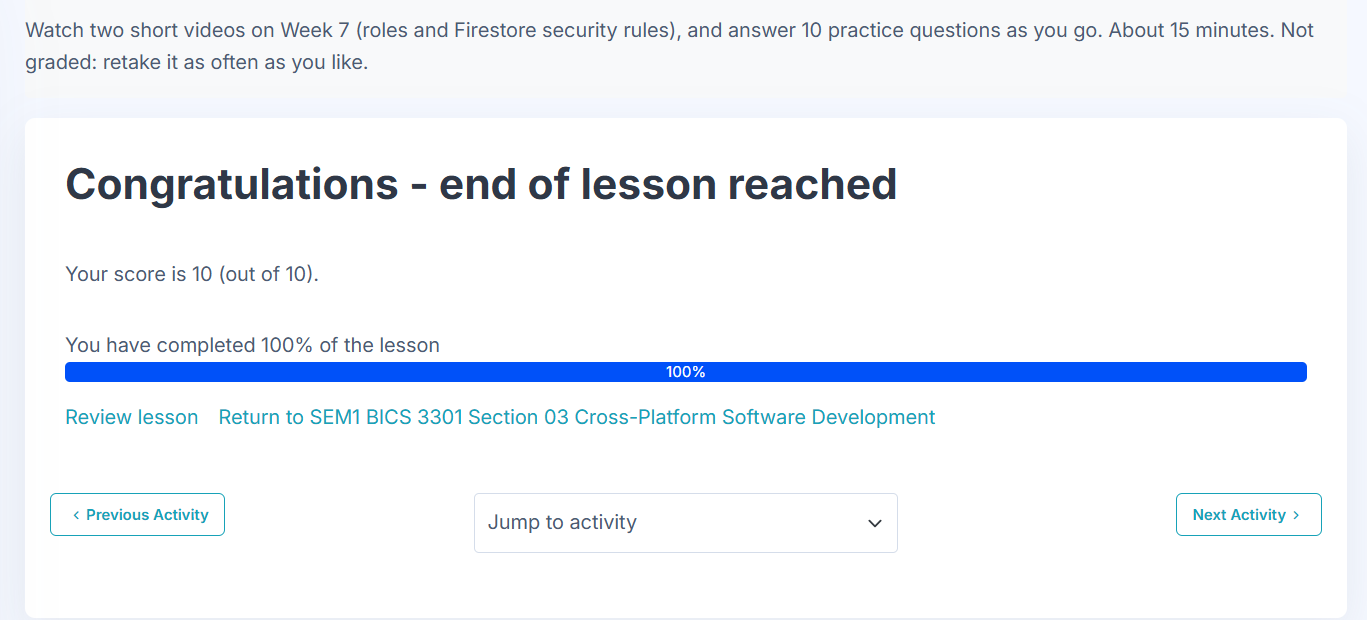 Watch two short videos on Week 7 (roles and Firestore security rules), and answer 10 practice questions as you go. About 15 minutes. Not
graded: retake it as often as you like.
Congratulations - end of lesson reached
Your score is 10 (out of 10).
You have completed 100% of the lesson
100%
Review lesson Return to SEM1 BICS 3301 Section 03 Cross-Platform Software Development
‹ Previous Activity
Jump to activity
Next Activity ›